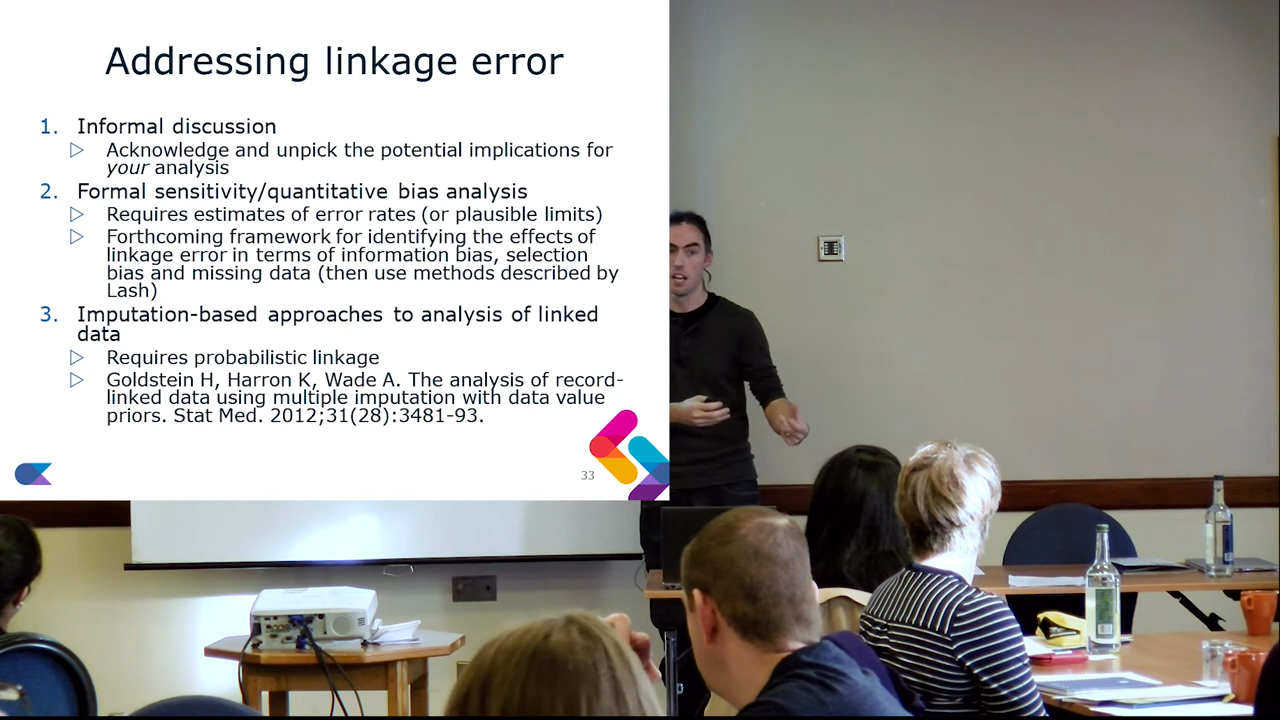 Addressing linkage error
1. Informal discussion
▷ Acknowledge and unpick the potential implications for
your analysis
2. Formal sensitivity/quantitative bias analysis
▷ Requires estimates of error rates (or plausible limits)
▷ Forthcoming framework for identifying the effects of
linkage error in terms of information bias, selection
bias and missing data (then use methods described by
Lash)
3. Imputation-based approaches to analysis of linked
data
▷ Requires probabilistic linkage
▷ Goldstein H, Harron K, Wade A. The analysis of record-
linked data using multiple imputation with data value
priors. Stat Med. 2012;31(28):3481-93.
33